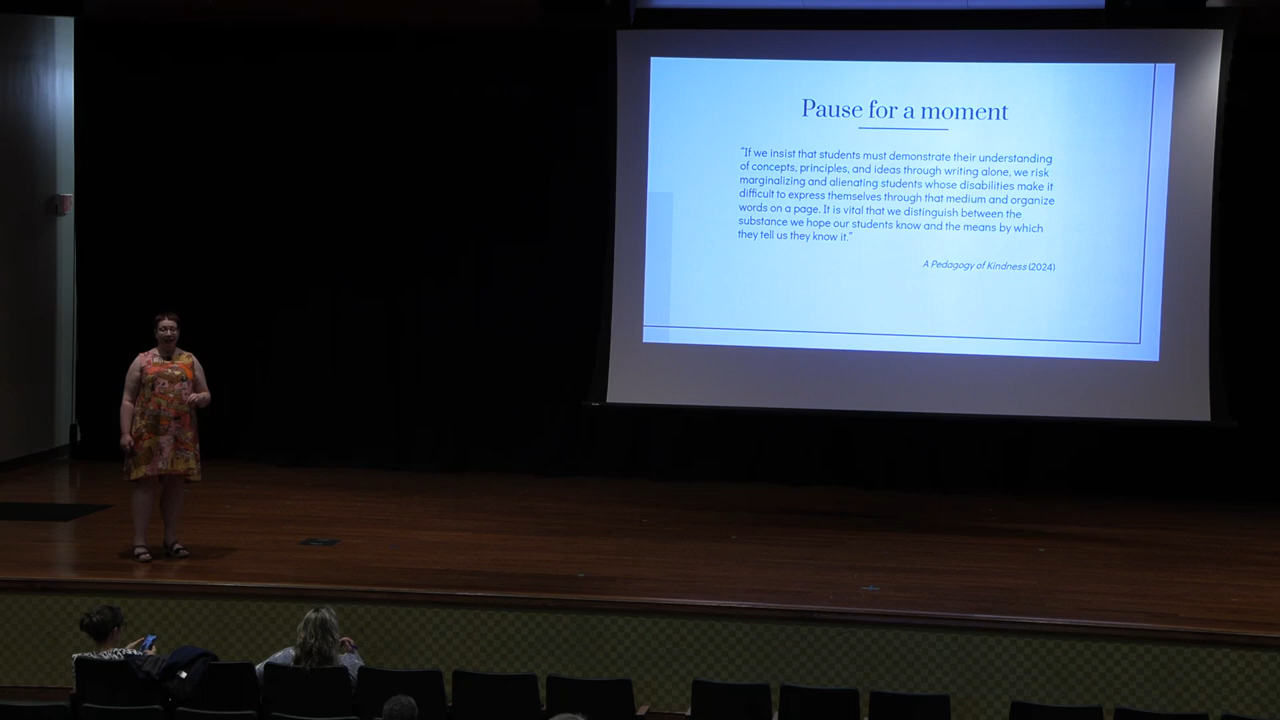 Pause for a moment
“If we insist that students must demonstrate their understanding
of concepts, principles, and ideas through writing alone, we risk
marginalizing and alienating students whose disabilities make it
difficult to express themselves through that medium and organize
words on a page. It is vital that we distinguish between the
substance we hope our students know and the means by which
they tell us they know it.”
A Pedagogy of Kindness (2024)